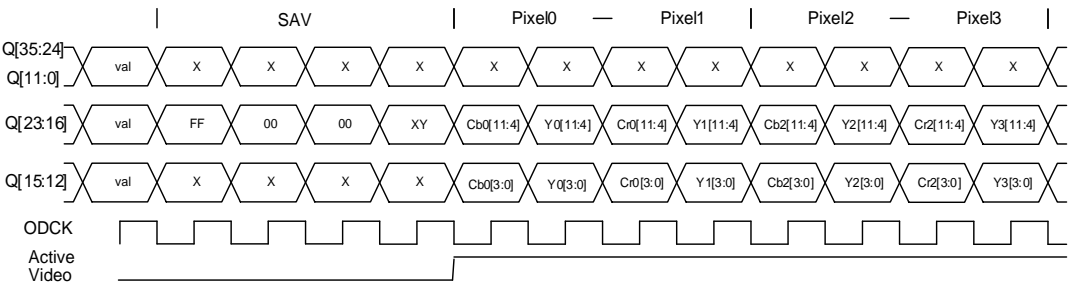 SAV Pixel0 — Pixel1 Pixel2 — Pixel3
Q[35:24]
Q[11:0] val X X X X X X X X X X X X
Q[23:16] val FF 00 00 XY Cb0[11:4] Y0[11:4] Cr0[11:4] Y1[11:4] Cb2[11:4] Y2[11:4] Cr2[11:4] Y3[11:4]
Q[15:12] val X X X X Cb0[3:0] Y0[3:0] Cr0[3:0] Y1[3:0] Cb2[3:0] Y2[3:0] Cr2[3:0] Y3[3:0]
ODCK
Active
Video